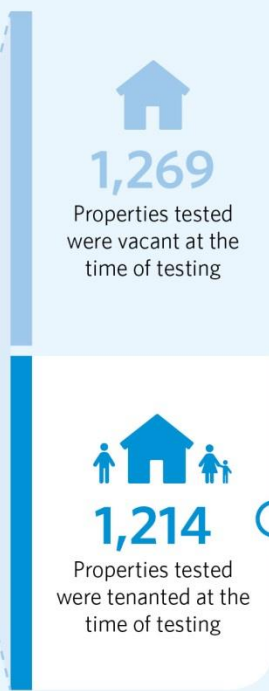 1,269
Properties tested
were vacant at the
time of testing
1,214
Properties tested
were tenanted at the
time of testing